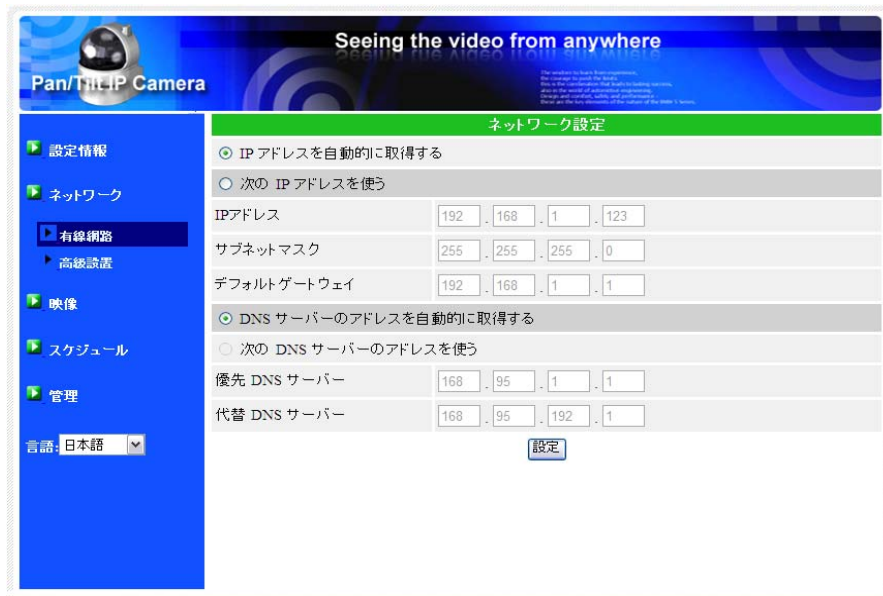 Seeing the video from anywhere
Pan/Tilt IP Camera
設定情報
ネットワーク
有線網路
高級設置
映像
スケジュール
管理
言語: 日本語
ネットワーク設定
IP アドレスを自動的に取得する
次の IP アドレスを使う
IPアドレス 192 . 168 . 1 . 123
サブネットマスク 255 . 255 . 255 . 0
デフォルトゲートウェイ 192 . 168 . 1 . 1
DNS サーバーのアドレスを自動的に取得する
次の DNS サーバーのアドレスを使う
優先 DNS サーバー 168 . 95 . 1 . 1
代替 DNS サーバー 168 . 95 . 192 . 1
設定